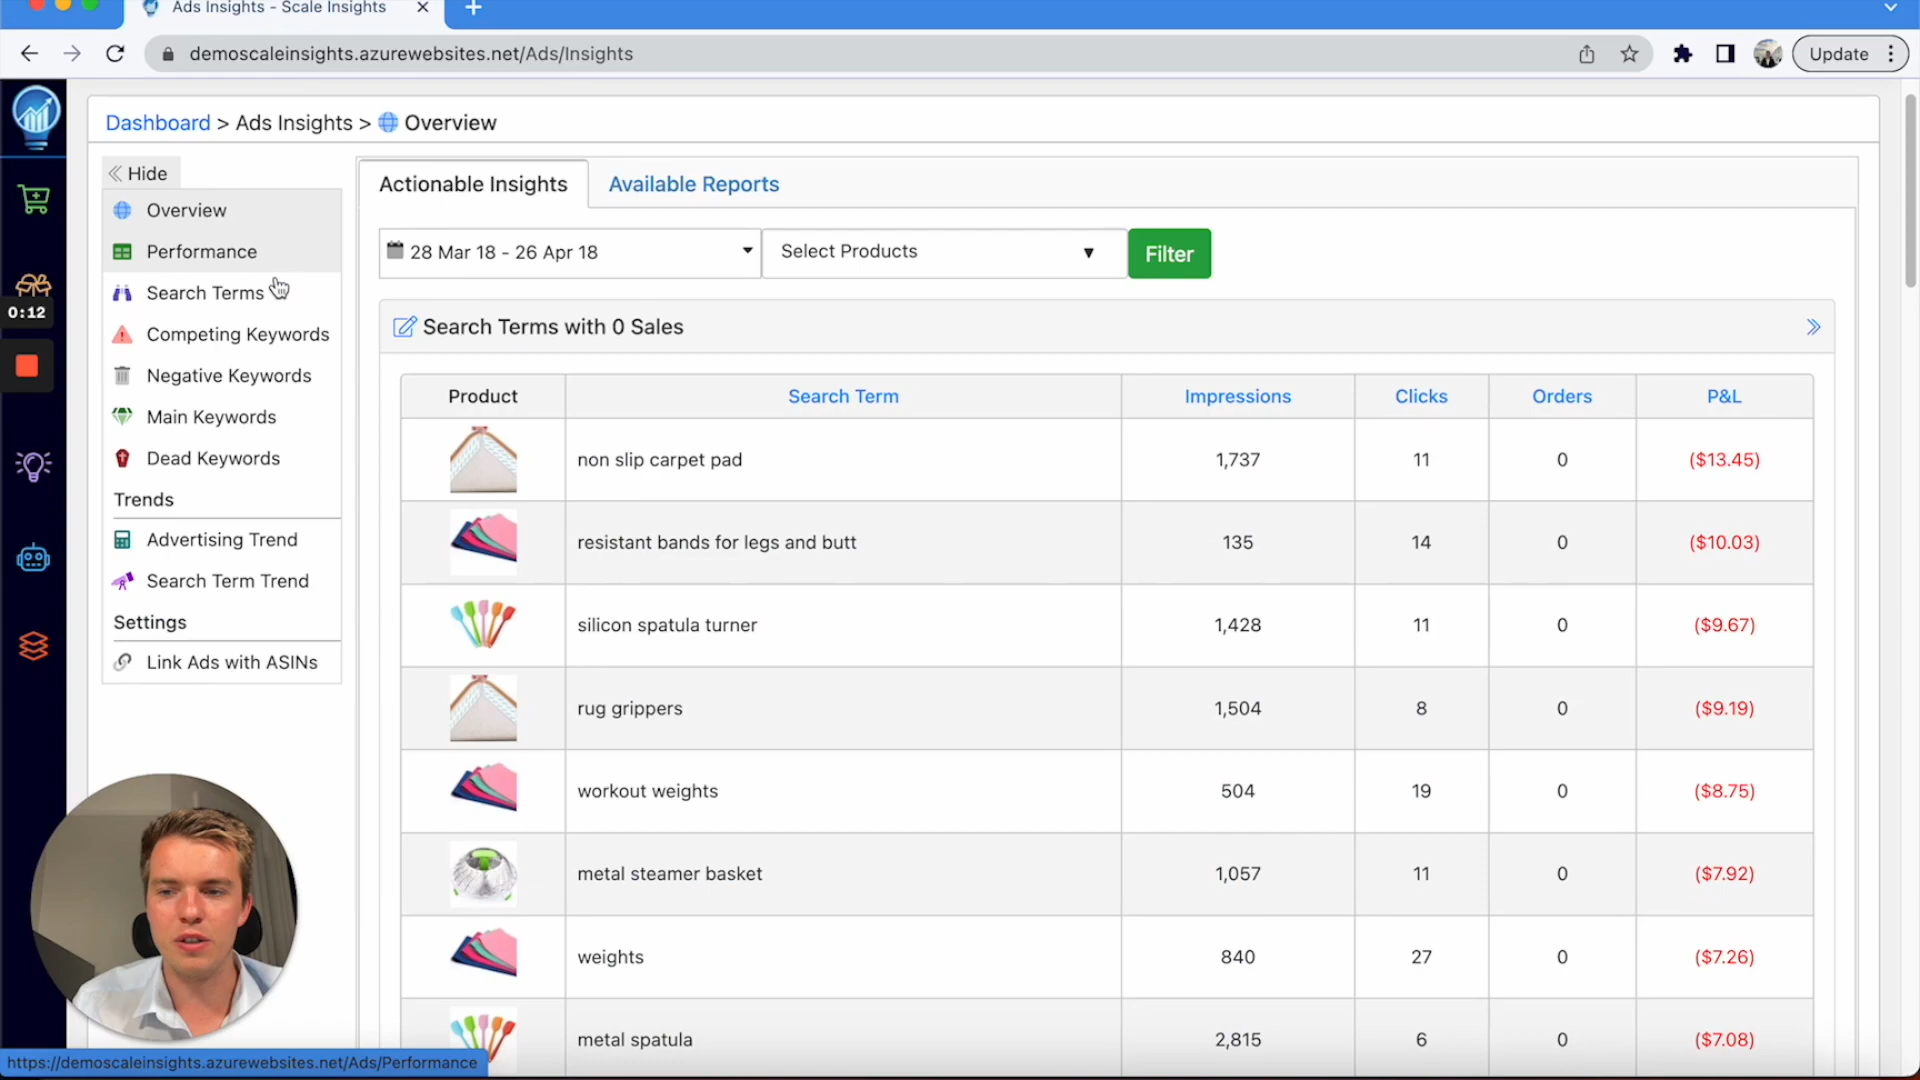 Ads Insights - Scale Insights
demoscaleinsights.azurewebsites.net/Ads/Insights
Update
Dashboard > Ads Insights > Overview
Hide
Overview
Performance
Search Terms
Competing Keywords
Negative Keywords
Main Keywords
Dead Keywords
Trends
Advertising Trend
Search Term Trend
Settings
Link Ads with ASINs
0:12
Actionable Insights
Available Reports
28 Mar 18 - 26 Apr 18
Select Products
Filter
Search Terms with 0 Sales
Product Search Term Impressions Clicks Orders P&L
non slip carpet pad 1,737 11 0 ($13.45)
resistant bands for legs and butt 135 14 0 ($10.03)
silicon spatula turner 1,428 11 0 ($9.67)
rug grippers 1,504 8 0 ($9.19)
workout weights 504 19 0 ($8.75)
metal steamer basket 1,057 11 0 ($7.92)
weights 840 27 0 ($7.26)
metal spatula 2,815 6 0 ($7.08)
https://demoscaleinsights.azurewebsites.net/Ads/Performance